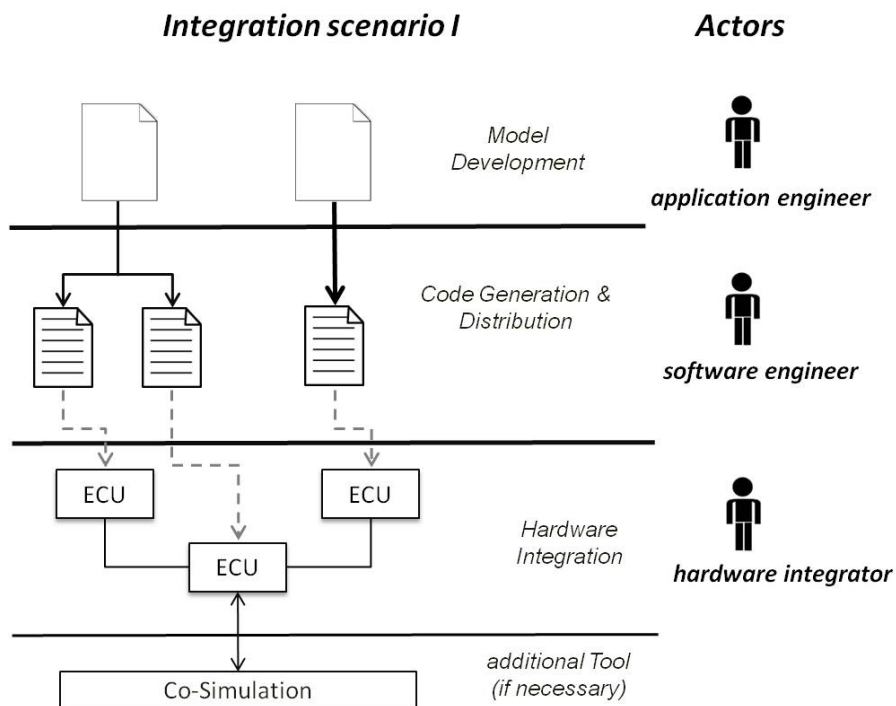 Integration scenario I
Actors
Model
Development
application engineer
Code Generation &
Distribution
software engineer
ECU
ECU
ECU
Hardware
Integration
hardware integrator
Co-Simulation
additional Tool
(if necessary)